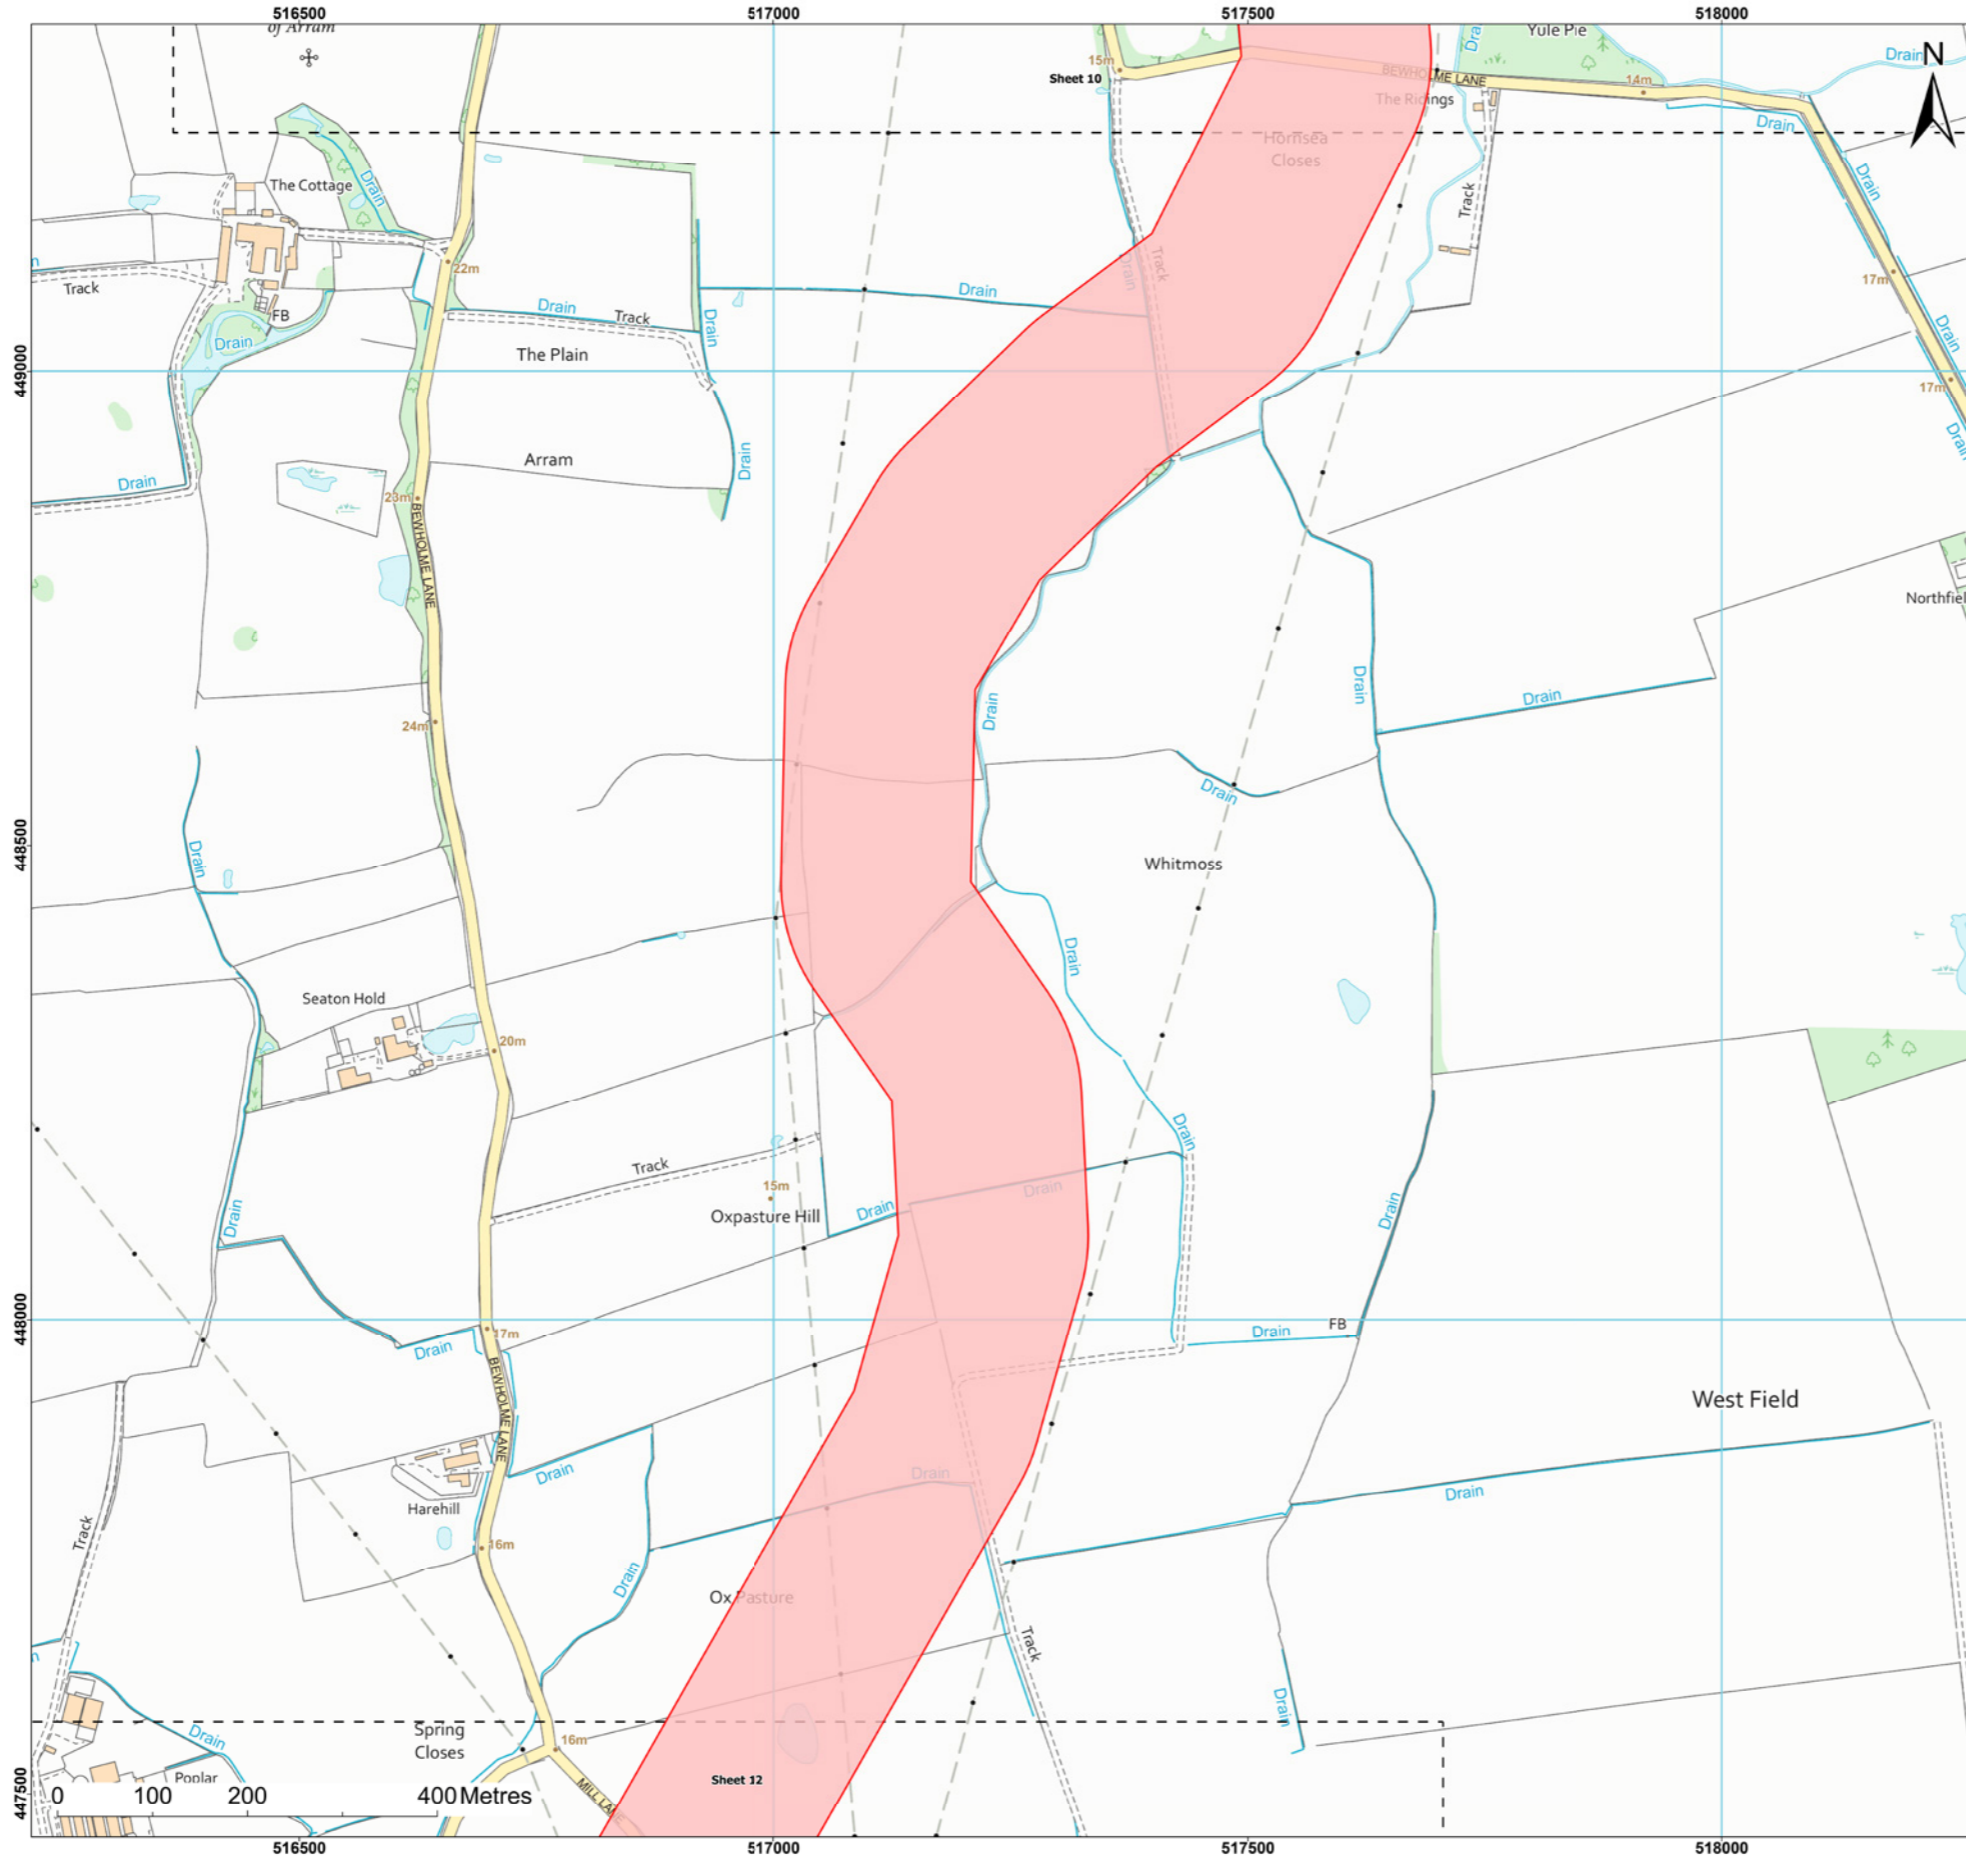 516500
517000
517500
518000
of Arram
Yule Pie
Drain
N
15m
Sheet 10
BEWHOLME LANE
14m
The Ridings
Drain
Hornsea
Closes
The Cottage
Drain
Drain
Track
Track
22m
Drain
Track
17m
Track
FB
Drain
Drain
Track
Drain
Drain
Drain
The Plain
449000
17m
Arram
Drain
Drain
23m
BEWHOLME LANE
Drain
Drain
24m
Drain
Drain
Drain
448500
Drain
Whitmoss
Drain
Seaton Hold
20m
Drain
Track
15m
Drain
Oxpasture Hill
Drain
Drain
Drain
448000
17m
Drain
FB
Drain
BEWHOLME LANE
West Field
Drain
Drain
Drain
Harehill
Track
16m
Drain
Ox Pasture
Track
Drain
Spring
Closes
Drain
16m
447500
Poplar
Sheet 12
MILL LANE
0 100 200 400 Metres
516500
517000
517500
518000